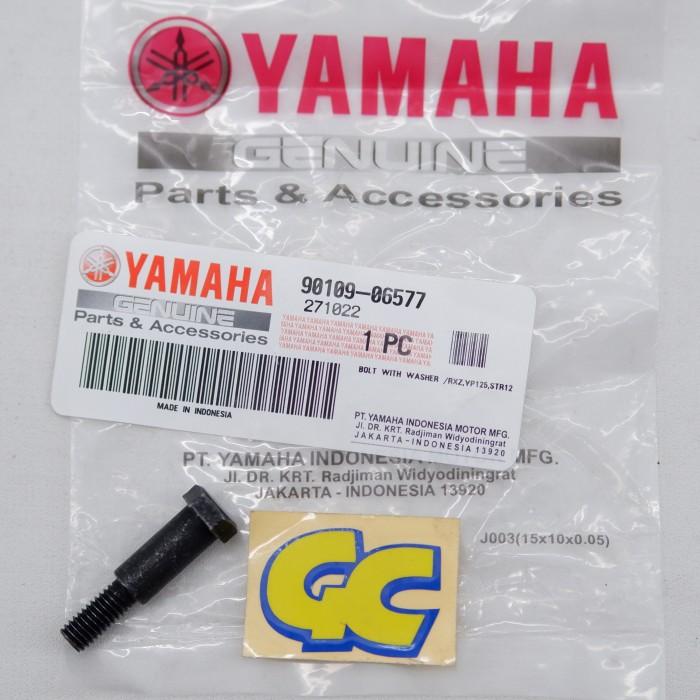 YAMAHA
GENUINE
Parts & Accessories
YAMAHA
GENUINE
Parts & Accessories
MADE IN INDONESIA
90109-06577
271022
1 PC
BOLT WITH WASHER /RXZ,YP125,STR12
PT. YAMAHA INDONESIA MOTOR MFG.
Jl. DR. KRT. Radjiman Widyodiningrat
JAKARTA - INDONESIA 13920
PT. YAMAHA INDONESIA MFG.
Jl. DR. KRT. Radjiman Widyodiningrat
JAKARTA - INDONESIA 13920
J003(15x10x0.05)
GC